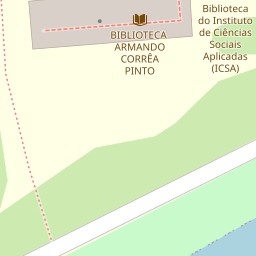 BIBLIOTECA
ARMANDO
CORRÊA
PINTO
Biblioteca
do Instituto
de Ciências
Sociais
Aplicadas
(ICSA)